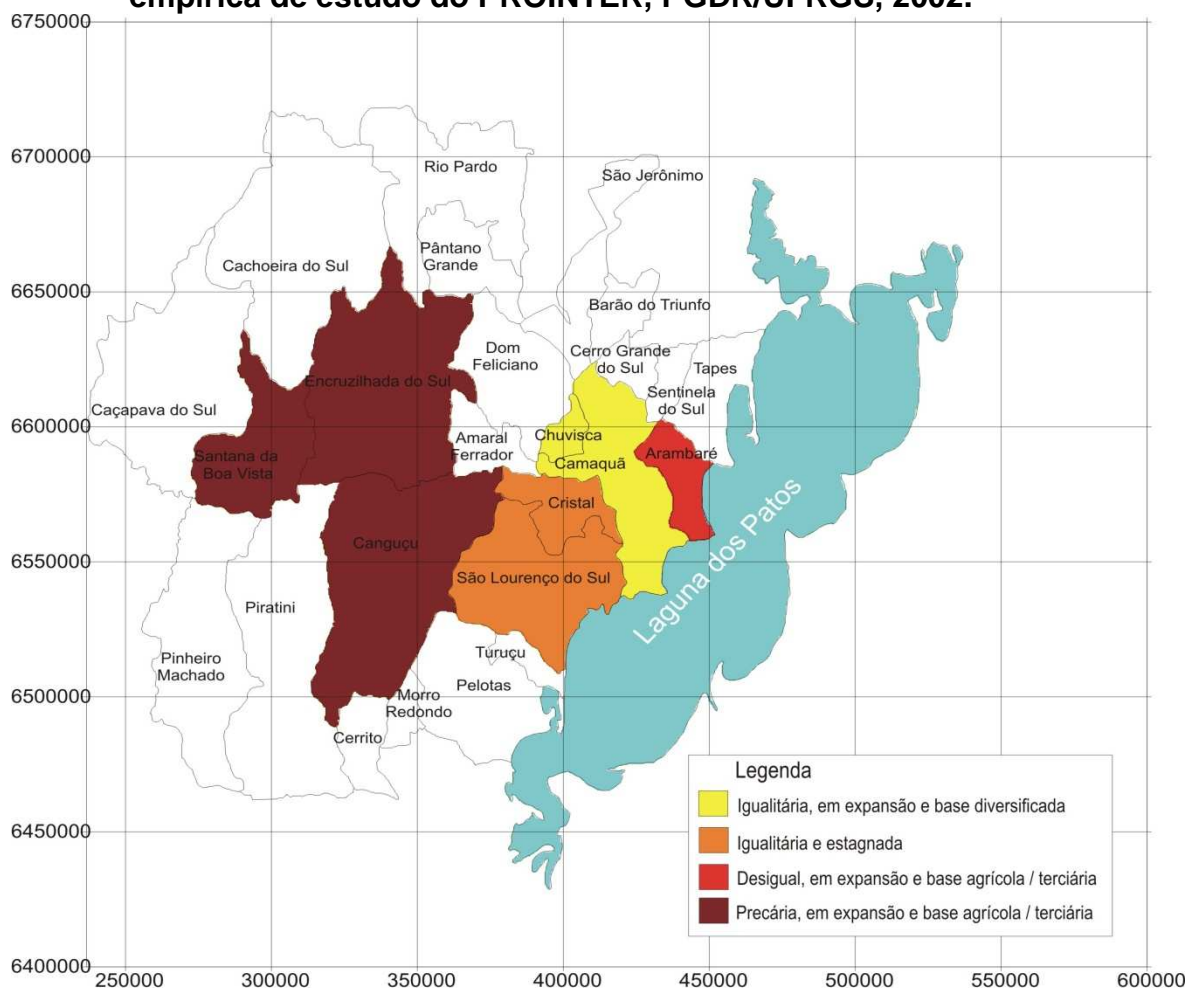 empírica de estudo do PROINTER, PGDR/UFRGS, 2002.
6750000
6700000
Rio Pardo
São Jerônimo
Pântano
Grande
Cachoeira do Sul
6650000
Barão do Triunfo
Dom
Feliciano
Cerro Grande
do Sul
Tapes
Encruzilhada do Sul
Sentinela
do Sul
Caçapava do Sul
6600000
Amaral
Ferrador
Chuvisca
Camaquã
Arambaré
Santana da
Boa Vista
Cristal
Canguçu
6550000
São Lourenço do Sul
Laguna dos Patos
Piratini
Pinheiro
Machado
Turuçu
Pelotas
6500000
Morro
Redondo
Cerrito
Legenda
Igualitária, em expansão e base diversificada
6450000
Igualitária e estagnada
Desigual, em expansão e base agrícola / terciária
Precária, em expansão e base agrícola / terciária
6400000
250000 300000 350000 400000 450000 500000 550000 600000